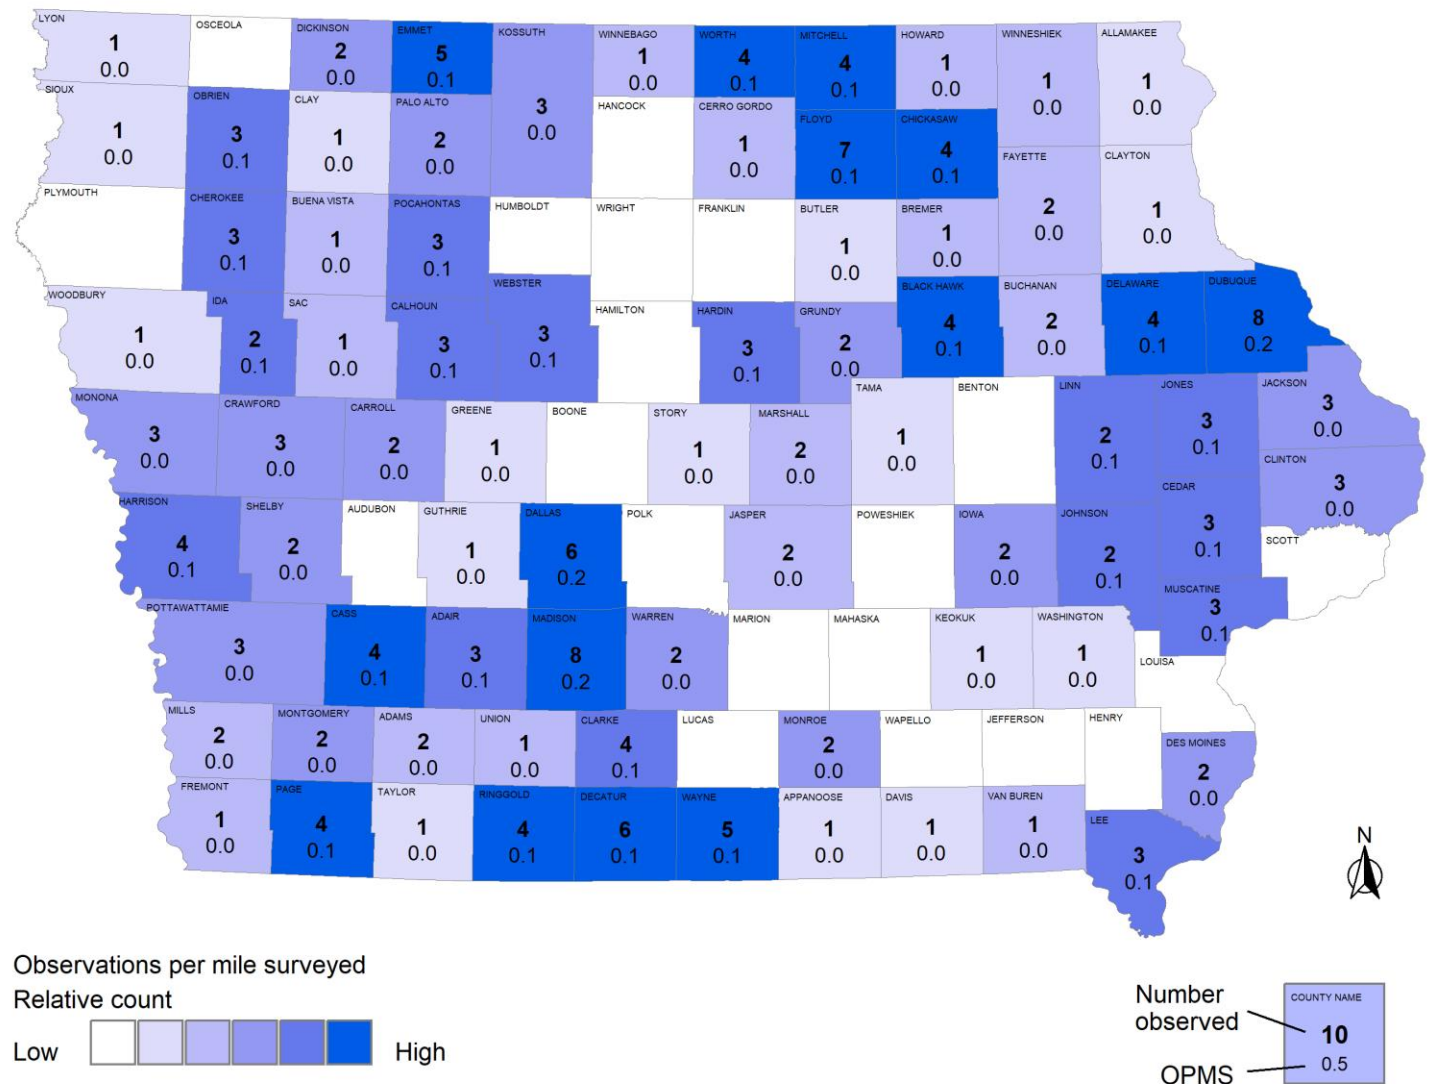 LYON
1
0.0
OSCEOLA
DICKINSON
2
0.0
EMMET
5
0.1
KOSSUTH
3
0.0
WINNEBAGO
1
0.0
WORTH
4
0.1
MITCHELL
4
0.1
HOWARD
1
0.0
WINNESHIEK
1
0.0
ALLAMAKEE
1
0.0
SIOUX
1
0.0
OBRIEN
3
0.1
CLAY
1
0.0
PALO ALTO
2
0.0
HANCOCK
CERRO GORDO
1
0.0
FLOYD
7
0.1
CHICKASAW
4
0.1
FAYETTE
2
0.0
CLAYTON
1
0.0
PLYMOUTH
CHEROKEE
3
0.1
BUENA VISTA
1
0.0
POCAHONTAS
3
0.1
HUMBOLDT
WRIGHT
FRANKLIN
BUTLER
1
0.0
BREMER
1
0.0
WOODBURY
1
0.0
IDA
2
0.1
SAC
1
0.0
CALHOUN
3
0.1
WEBSTER
3
0.1
HAMILTON
HARDIN
3
0.1
GRUNDY
2
0.0
BLACK HAWK
4
0.1
BUCHANAN
2
0.0
DELAWARE
4
0.1
DUBUQUE
8
0.2
MONONA
3
0.0
CRAWFORD
3
0.0
CARROLL
2
0.0
GREENE
1
0.0
BOONE
STORY
1
0.0
MARSHALL
2
0.0
TAMA
1
0.0
BENTON
LINN
2
0.1
JONES
3
0.1
JACKSON
3
0.0
CLINTON
3
0.0
HARRISON
4
0.1
SHELBY
2
0.0
AUDUBON
GUTHRIE
1
0.0
DALLAS
6
0.2
POLK
JASPER
2
0.0
POWESHIEK
IOWA
2
0.0
JOHNSON
2
0.1
CEDAR
3
0.1
SCOTT
MUSCATINE
3
0.1
POTTAWATTAMIE
3
0.0
CASS
4
0.1
ADAIR
3
0.1
MADISON
8
0.2
WARREN
2
0.0
MARION
MAHASKA
KEOKUK
1
0.0
WASHINGTON
1
0.0
LOUISA
MILLS
2
0.0
MONTGOMERY
2
0.0
ADAMS
2
0.0
UNION
1
0.0
CLARKE
4
0.1
LUCAS
MONROE
2
0.0
WAPELLO
JEFFERSON
HENRY
DES MOINES
2
0.0
FREMONT
1
0.0
PAGE
4
0.1
TAYLOR
1
0.0
RINGGOLD
4
0.1
DECATUR
6
0.1
WAYNE
5
0.1
APPANOOSE
1
0.0
DAVIS
1
0.0
VAN BUREN
1
0.0
LEE
3
0.1
N
Observations per mile surveyed
Relative count
Low
High
Number
observed
OPMS
COUNTY NAME
10
0.5